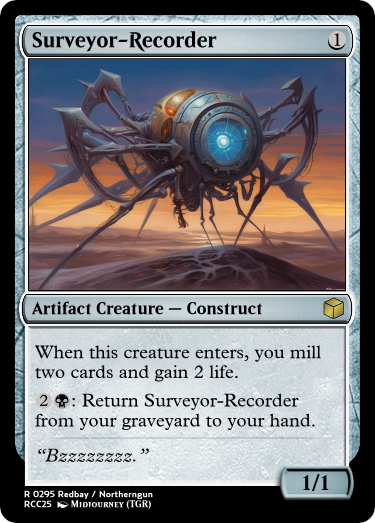 Surveyor-Recorder 1
Artifact Creature — Construct
When this creature enters, you mill
two cards and gain 2 life.
2 : Return Surveyor-Recorder
from your graveyard to your hand.
“Bzzzzzzzz.”
1/1
R 0295 Redbay / Northerngun
RCC25 Midjourney (TGR)